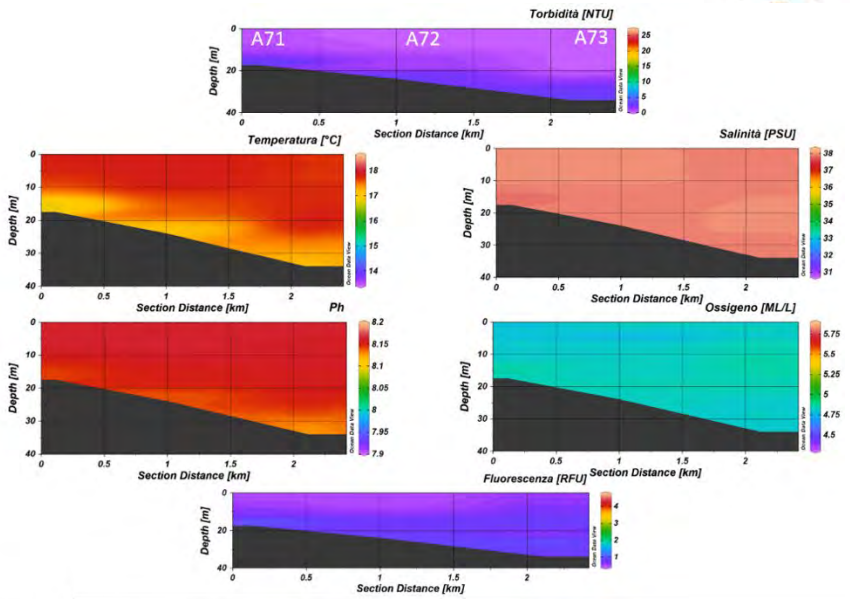 Torbidità [NTU]
A71 A72 A73
Depth [m]
0
20
40
0 0.5 1 1.5 2
Section Distance [km]
25
20
15
10
5
0
Ocean Data View
Temperatura [°C]
Depth [m]
0
10
20
30
40
0 0.5 1 1.5 2
Section Distance [km]
18
17
16
15
14
Ocean Data View
Salinità [PSU]
Depth [m]
0
10
20
30
40
0 0.5 1 1.5 2
Section Distance [km]
38
37
36
35
34
33
32
31
Ocean Data View
Ph
Depth [m]
0
10
20
30
40
0 0.5 1 1.5 2
Section Distance [km]
8.2
8.15
8.1
8.05
8
7.95
7.9
Ocean Data View
Ossigeno [ML/L]
Depth [m]
0
10
20
30
40
0 0.5 1 1.5 2
Section Distance [km]
5.75
5.5
5.25
5
4.75
4.5
Ocean Data View
Fluorescenza [RFU]
Depth [m]
0
20
40
0 0.5 1 1.5 2
Section Distance [km]
4
3
2
1
Ocean Data View